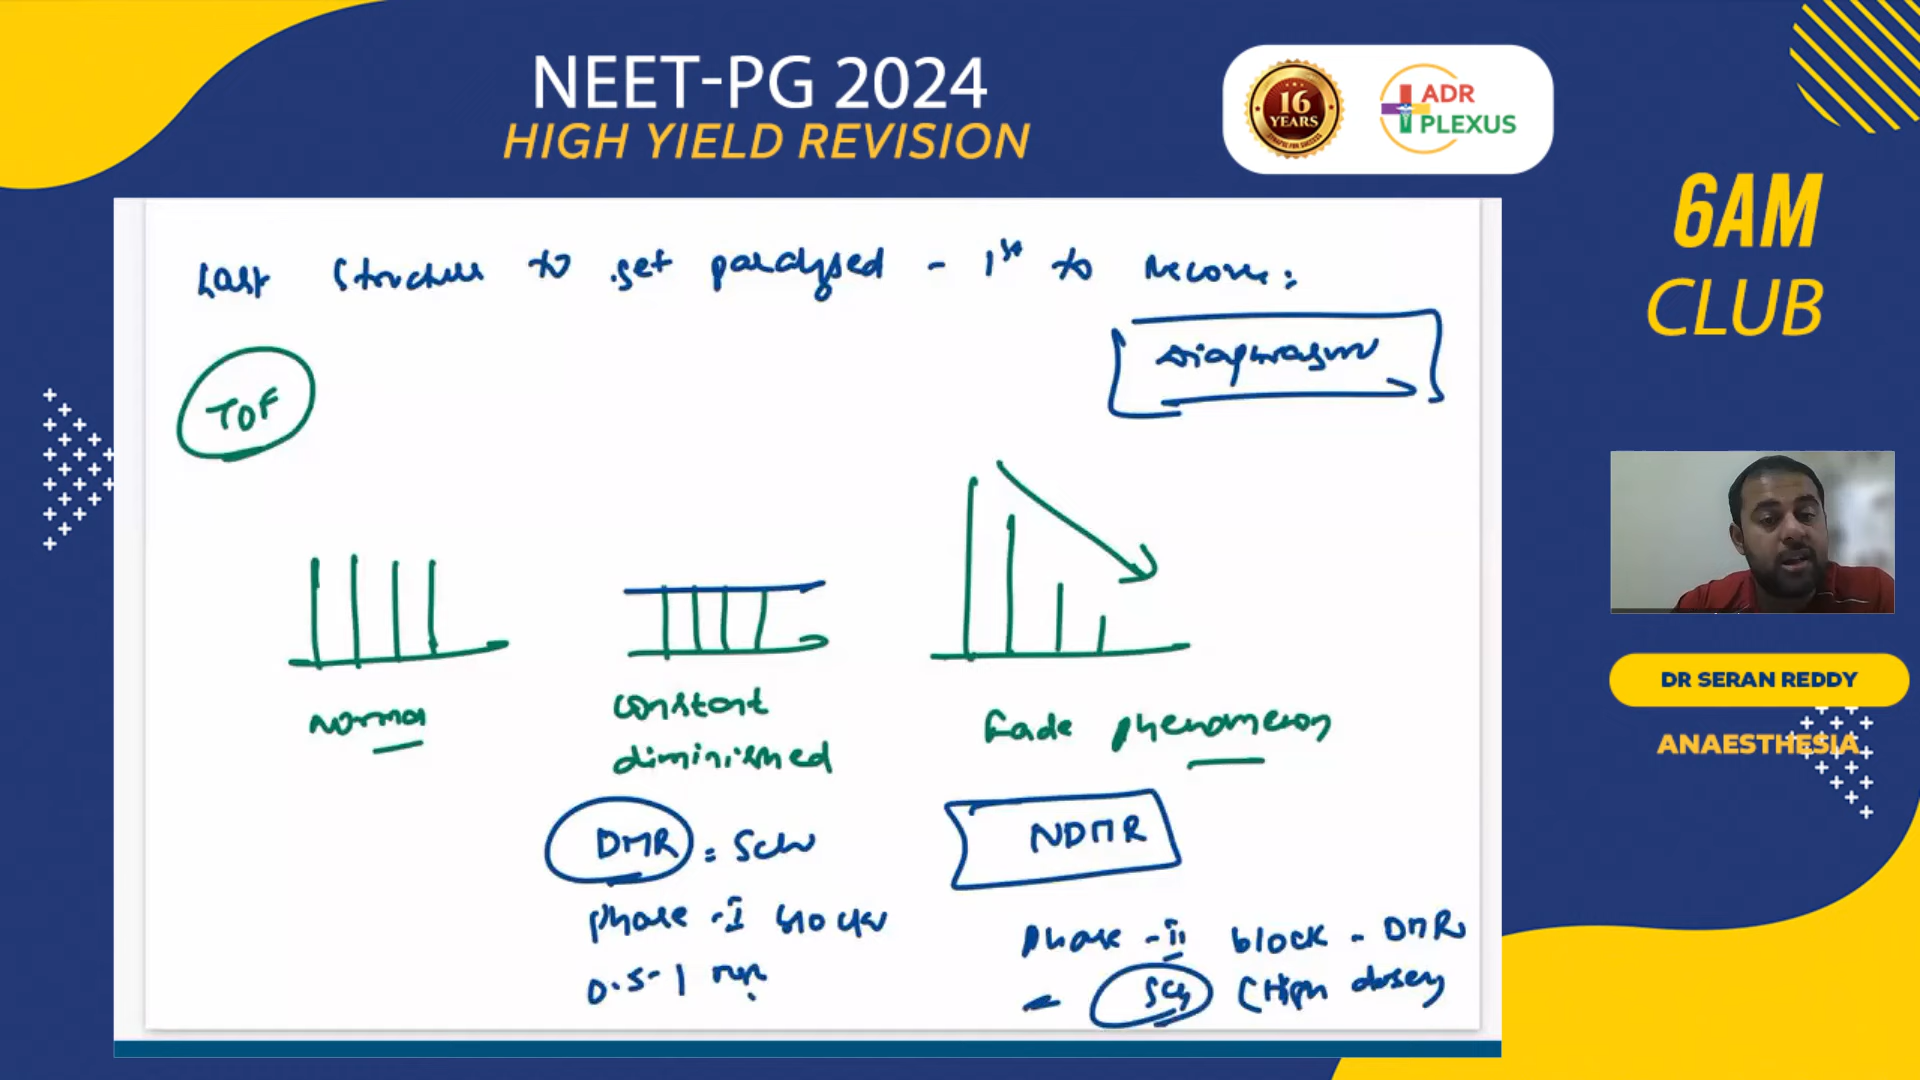 NEET-PG 2024
HIGH YIELD REVISION
16
YEARS
ADR
PLEXUS
6AM
CLUB
Last structure to get paralysed - 1st to recover:
Diaphragm
TOF
normal
constant
diminished
fade phenomenon
DMR = Sch
NDMR
phase -I block
0.5-1 mg
phase -II block - DMR
Sch (High doses)
DR SERAN REDDY
ANAESTHESIA